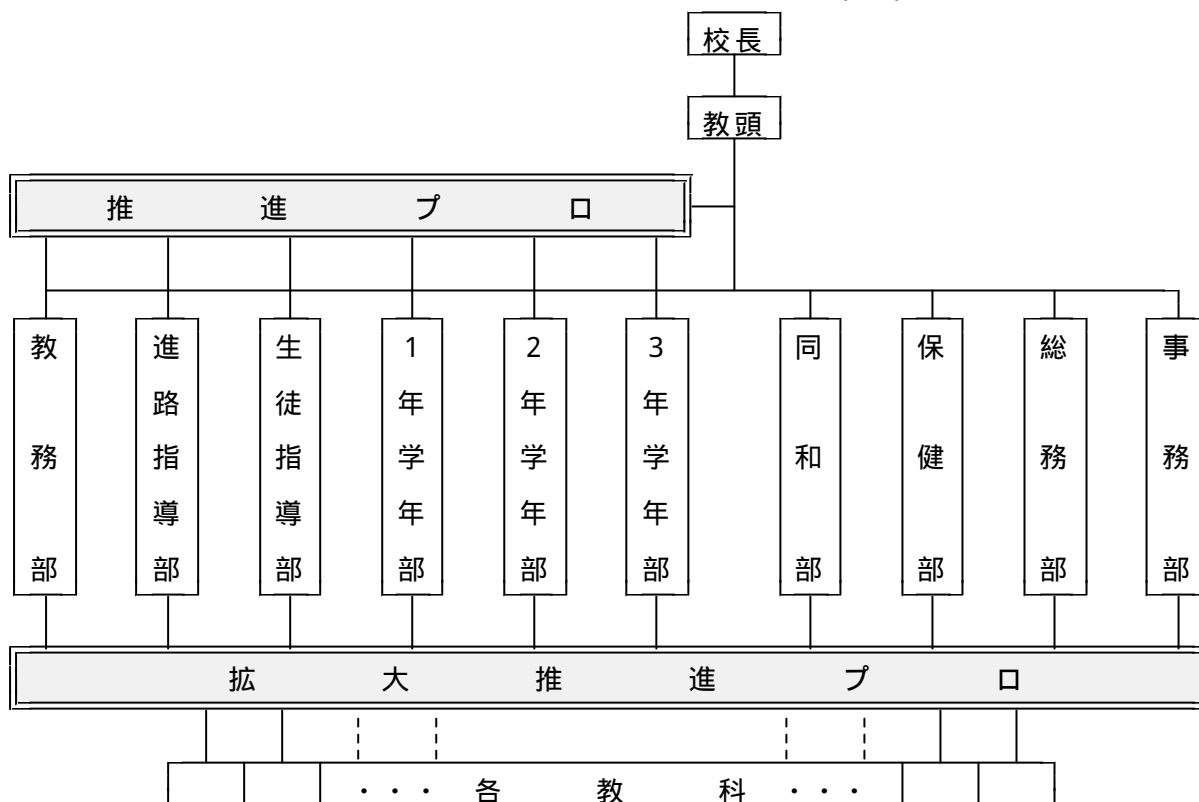 校長
教頭
推進プロ
教務部
進路指導部
生徒指導部
1年学年部
2年学年部
3年学年部
同和部
保健部
総務部
事務部
拡大推進プロ
・・・各教科・・・